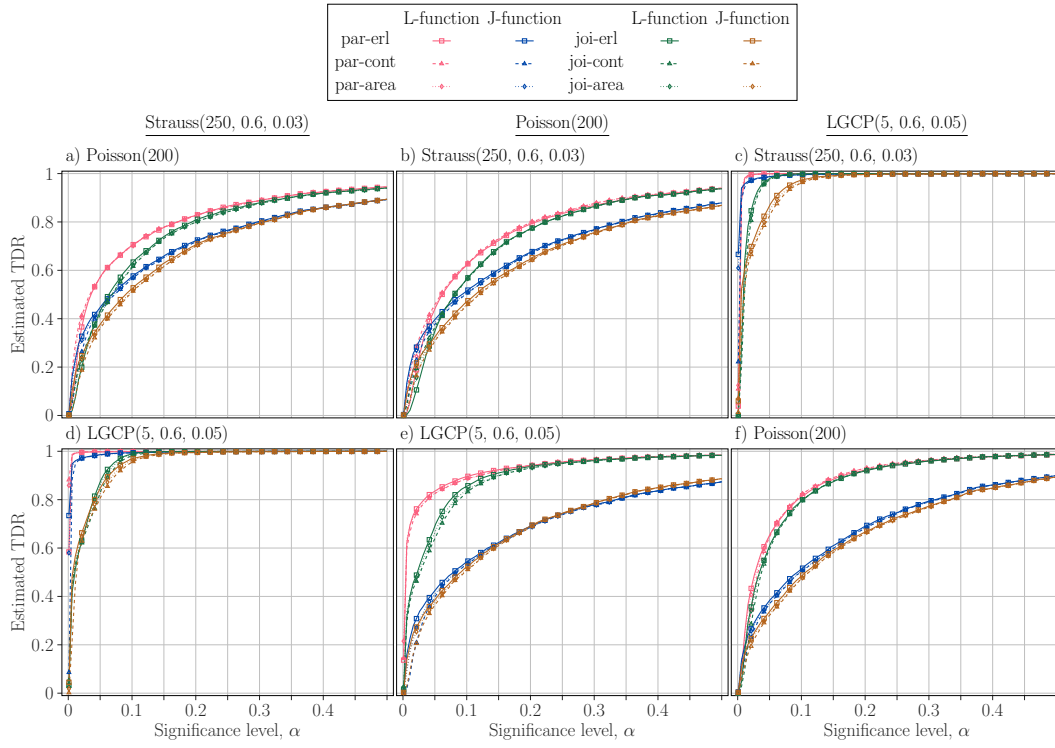 L-function J-function L-function J-function
par-erl joi-erl
par-cont joi-cont
par-area joi-area
Strauss(250, 0.6, 0.03) Poisson(200) LGCP(5, 0.6, 0.05)
a) Poisson(200) b) Strauss(250, 0.6, 0.03) c) Strauss(250, 0.6, 0.03)
1
0.8
0.6
0.4
0.2
0
Estimated TDR
d) LGCP(5, 0.6, 0.05) e) LGCP(5, 0.6, 0.05) f) Poisson(200)
1
0.8
0.6
0.4
0.2
0
Estimated TDR
0 0.1 0.2 0.3 0.4 0 0.1 0.2 0.3 0.4 0 0.1 0.2 0.3 0.4
Significance level, α Significance level, α Significance level, α